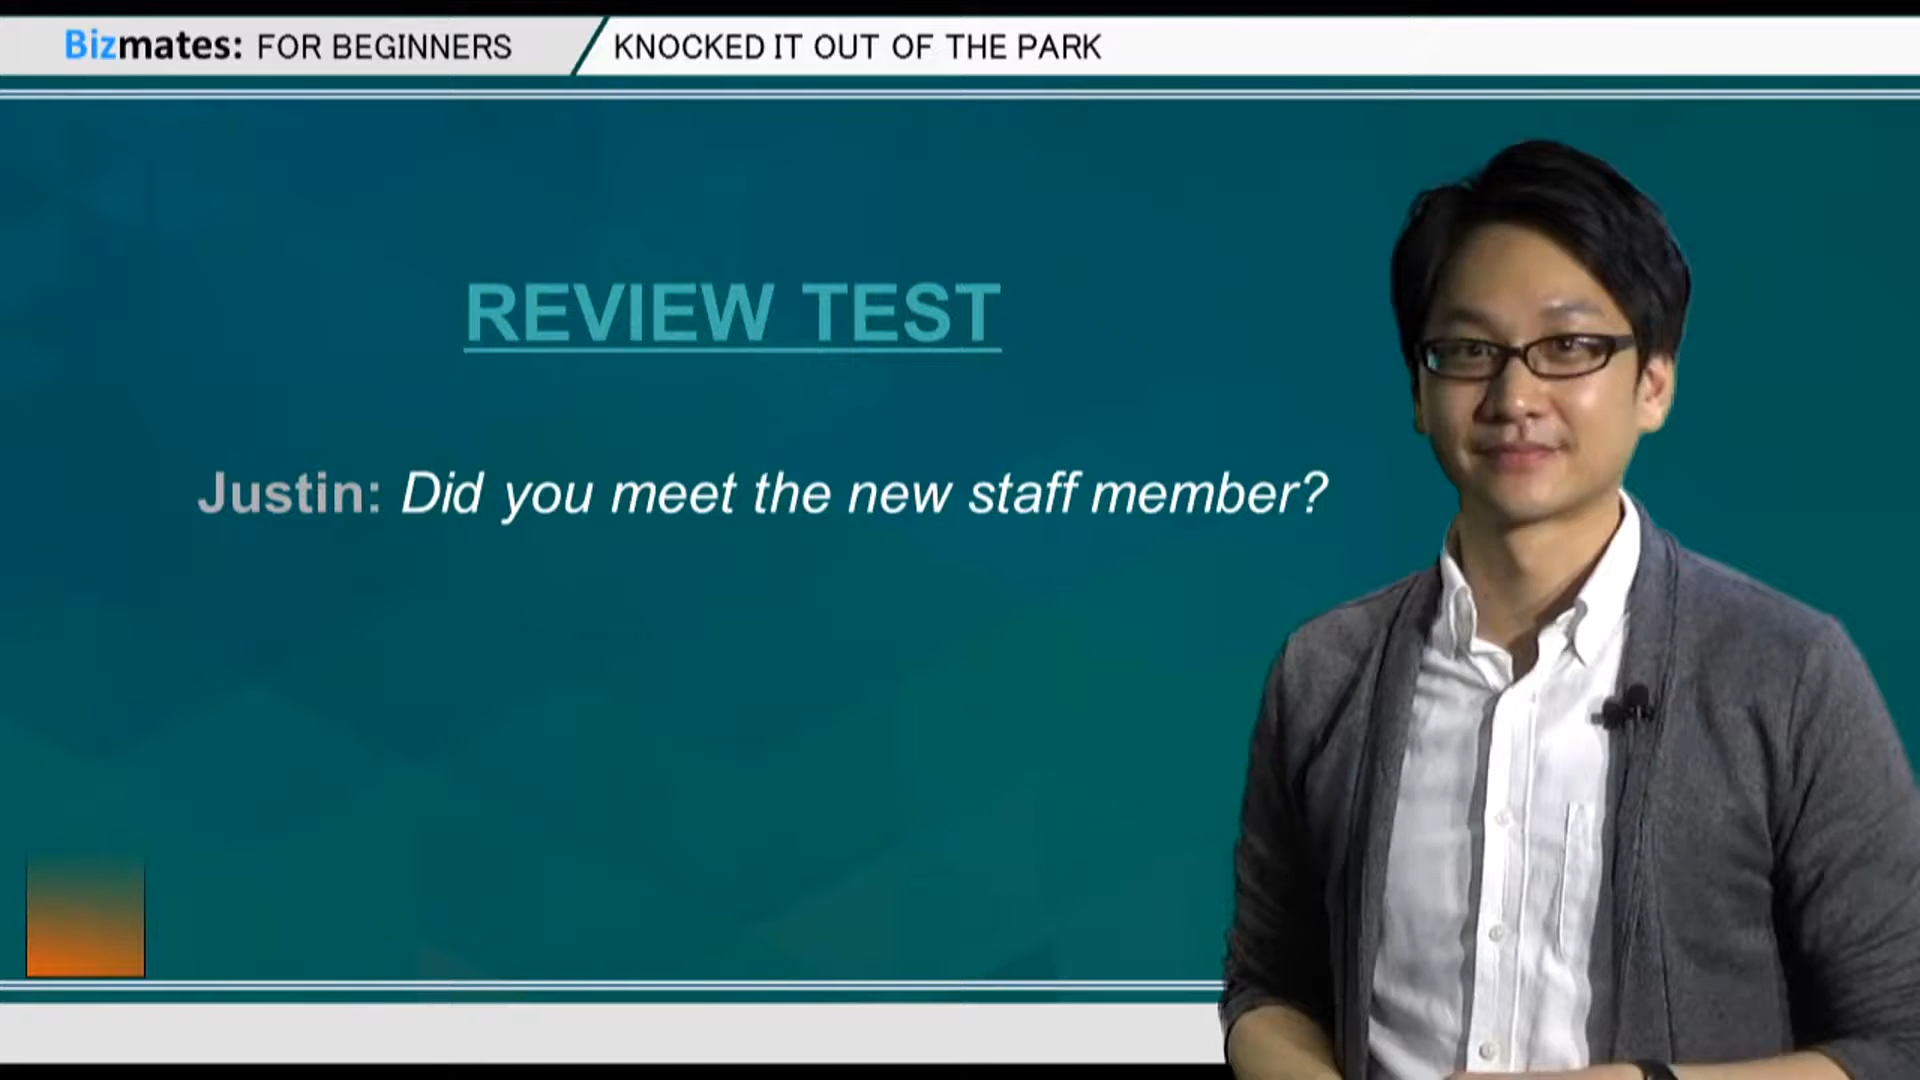 Bizmates: FOR BEGINNERS
KNOCKED IT OUT OF THE PARK
REVIEW TEST
Justin: Did you meet the new staff member?